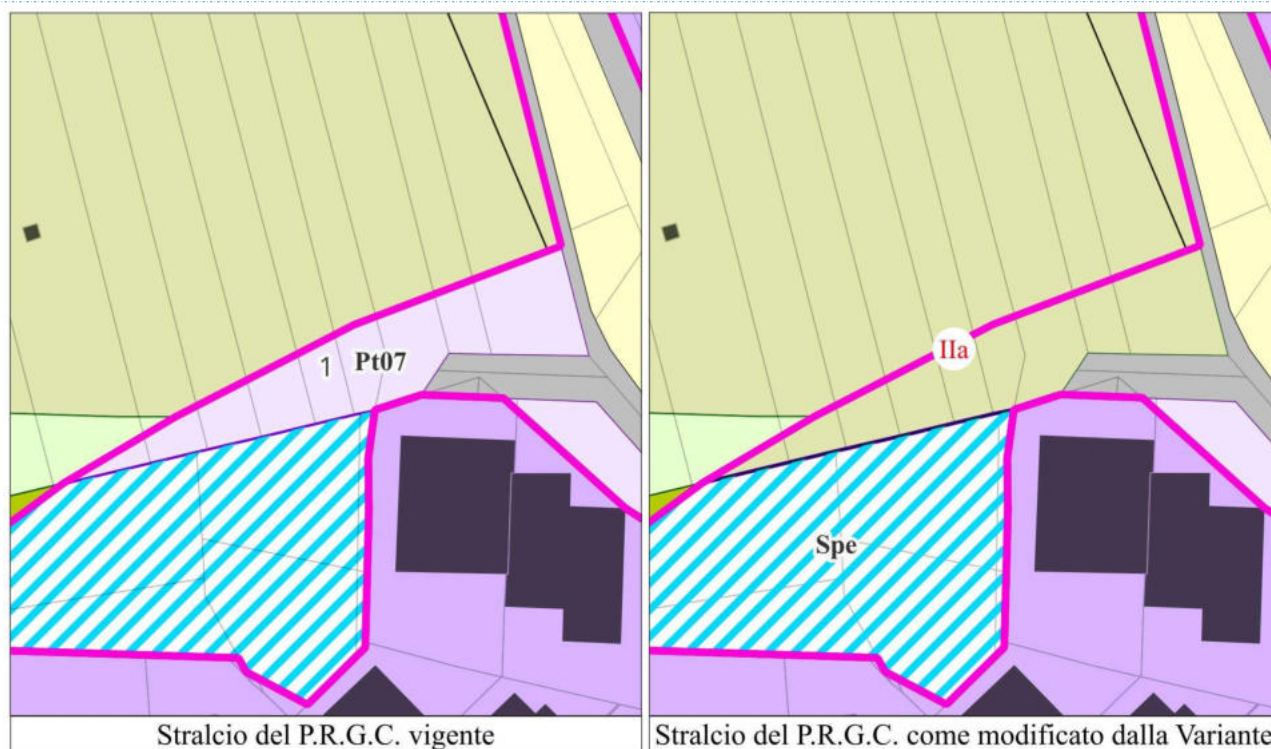 1 Pt07
IIa
Spe
Stralcio del P.R.G.C. vigente
Stralcio del P.R.G.C. come modificato dalla Variante